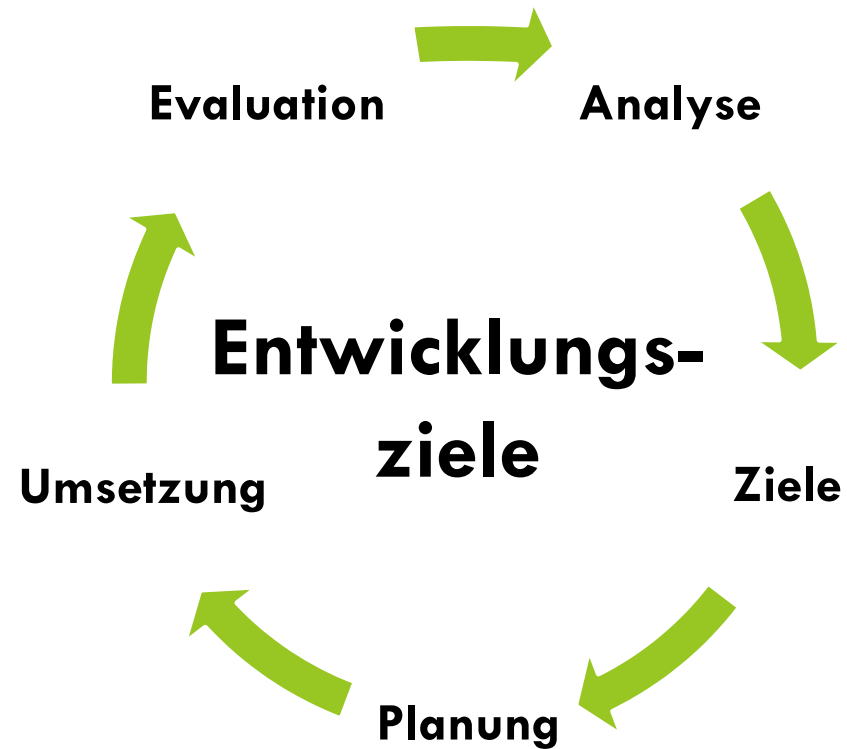 Evaluation
Analyse
Entwicklungs-
ziele
Umsetzung
Ziele
Planung